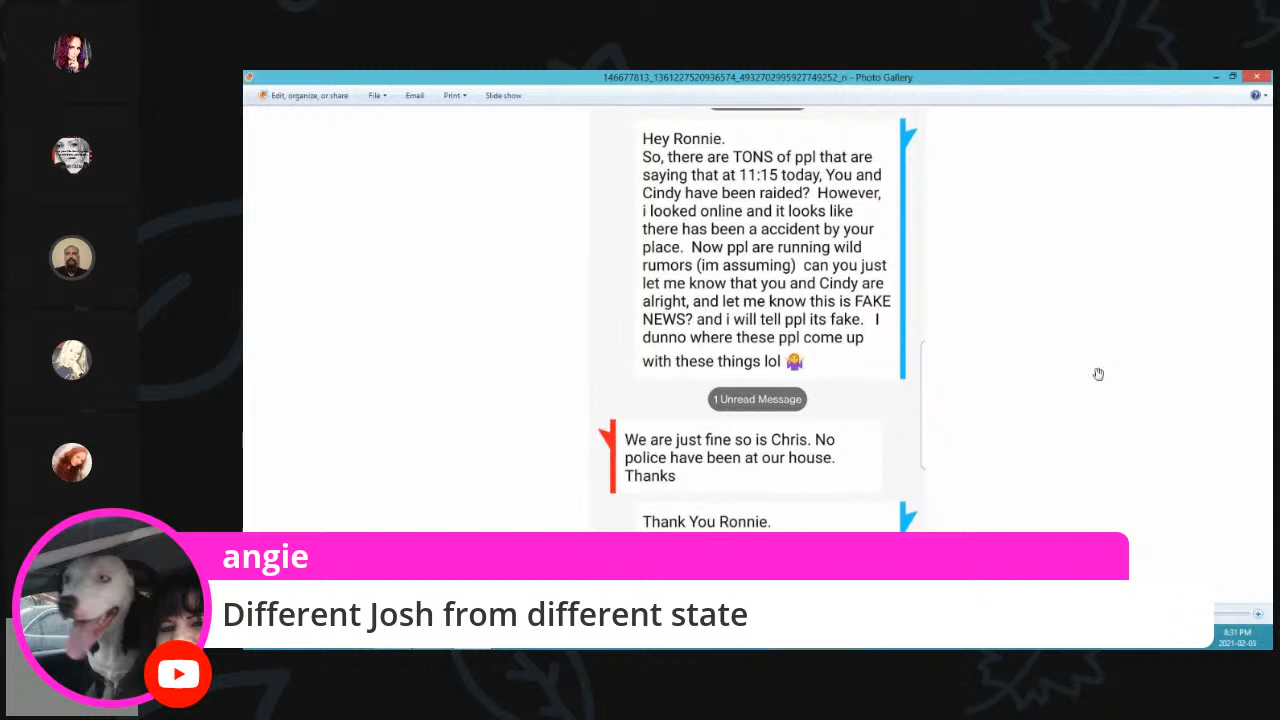 146677813_1361227520936574_4932702995927749252_n - Photo Gallery
Edit, organize, or share File Email Print Slide show
Hey Ronnie.
So, there are TONS of ppl that are
saying that at 11:15 today, You and
Cindy have been raided? However,
i looked online and it looks like
there has been a accident by your
place. Now ppl are running wild
rumors (im assuming) can you just
let me know that you and Cindy are
alright, and let me know this is FAKE
NEWS? and i will tell ppl its fake. I
dunno where these ppl come up
with these things lol 🤷‍♀️
1 Unread Message
We are just fine so is Chris. No
police have been at our house.
Thanks
Thank You Ronnie.
angie
Different Josh from different state
8:31 PM
2021-02-03